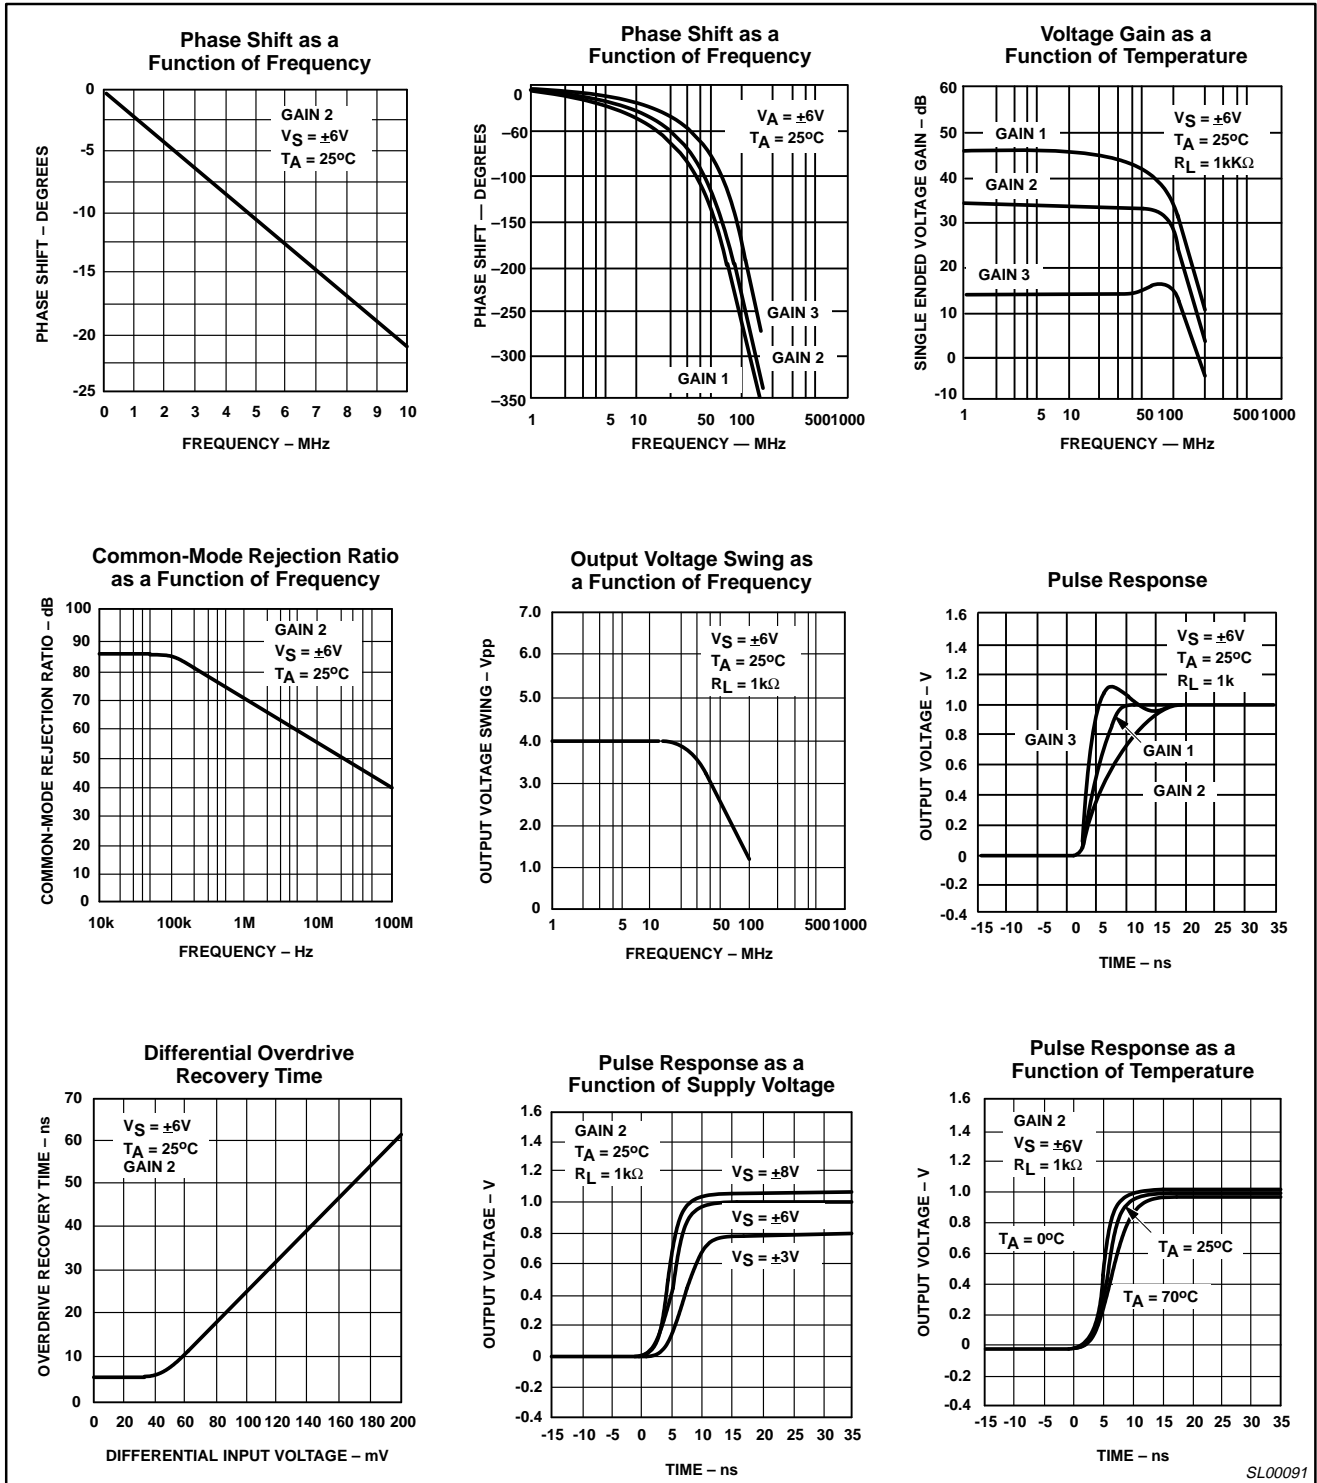 Phase Shift as a
Function of Frequency
PHASE SHIFT – DEGREES
0
-5
-10
-15
-20
-25
GAIN 2
VS = ±6V
TA = 25oC
0 1 2 3 4 5 6 7 8 9 10
FREQUENCY – MHz
Phase Shift as a
Function of Frequency
PHASE SHIFT — DEGREES
0
–60
–100
–150
–200
–250
–300
–350
VA = ±6V
TA = 25oC
GAIN 3
GAIN 2
GAIN 1
1 5 10 50 100 5001000
FREQUENCY — MHz
Voltage Gain as a
Function of Temperature
SINGLE ENDED VOLTAGE GAIN – dB
60
50
40
30
20
10
0
-10
GAIN 1
GAIN 2
GAIN 3
VS = ±6V
TA = 25oC
RL = 1kKΩ
1 5 10 50 100 5001000
FREQUENCY — MHz
Common-Mode Rejection Ratio
as a Function of Frequency
COMMON-MODE REJECTION RATIO – dB
100
90
80
70
60
50
40
30
20
10
0
GAIN 2
VS = ±6V
TA = 25oC
10k 100k 1M 10M 100M
FREQUENCY – Hz
Output Voltage Swing as
a Function of Frequency
OUTPUT VOLTAGE SWING – Vpp
7.0
6.0
5.0
4.0
3.0
2.0
1.0
0
VS = ±6V
TA = 25oC
RL = 1kΩ
1 5 10 50 100 500 1000
FREQUENCY – MHz
Pulse Response
OUTPUT VOLTAGE – V
1.6
1.4
1.2
1.0
0.8
0.6
0.4
0.2
0
-0.2
-0.4
VS = ±6V
TA = 25oC
RL = 1k
GAIN 3
GAIN 1
GAIN 2
-15 -10 -5 0 5 10 15 20 25 30 35
TIME – ns
Differential Overdrive
Recovery Time
OVERDRIVE RECOVERY TIME – ns
70
60
50
40
30
20
10
0
VS = ±6V
TA = 25oC
GAIN 2
0 20 40 60 80 100 120 140 160 180 200
DIFFERENTIAL INPUT VOLTAGE – mV
Pulse Response as a
Function of Supply Voltage
OUTPUT VOLTAGE – V
1.6
1.4
1.2
1.0
0.8
0.6
0.4
0.2
0
-0.2
-0.4
GAIN 2
TA = 25oC
RL = 1kΩ
VS = ±8V
VS = ±6V
VS = ±3V
-15 -10 -5 0 5 10 15 20 25 30 35
TIME – ns
Pulse Response as a
Function of Temperature
OUTPUT VOLTAGE – V
1.6
1.4
1.2
1.0
0.8
0.6
0.4
0.2
0
-0.2
-0.4
GAIN 2
VS = ±6V
RL = 1kΩ
TA = 0oC
TA = 25oC
TA = 70oC
-15 -10 -5 0 5 10 15 20 25 30 35
TIME – ns
SL00091